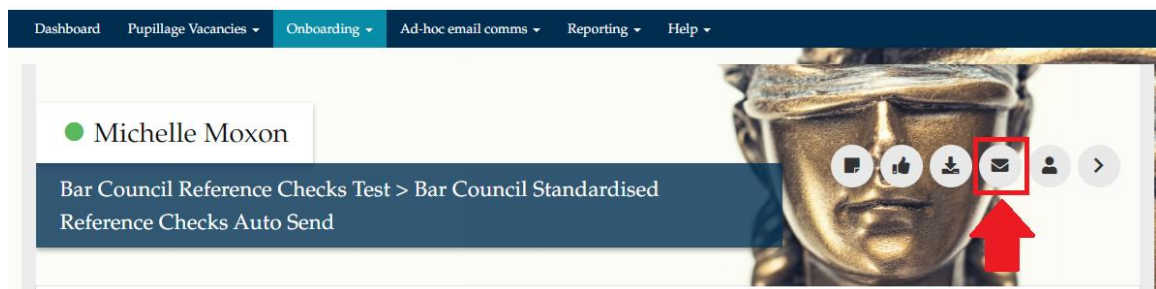 Dashboard Pupillage Vacancies Onboarding Ad-hoc email comms Reporting Help
Michelle Moxon
Bar Council Reference Checks Test > Bar Council Standardised
Reference Checks Auto Send